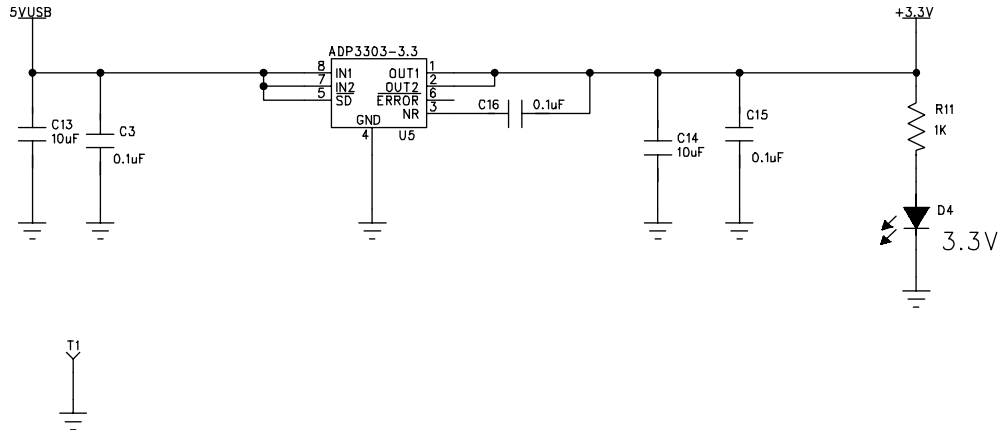 5VUSB
+3.3V
ADP3303-3.3
8 IN1 OUT1 1
7 IN2 OUT2 2
5 SD ERROR 6
NR 3
GND
4 U5
C16 0.1uF
C13
10uF
C3
0.1uF
C14
10uF
C15
0.1uF
R11
1K
D4
3.3V
T1